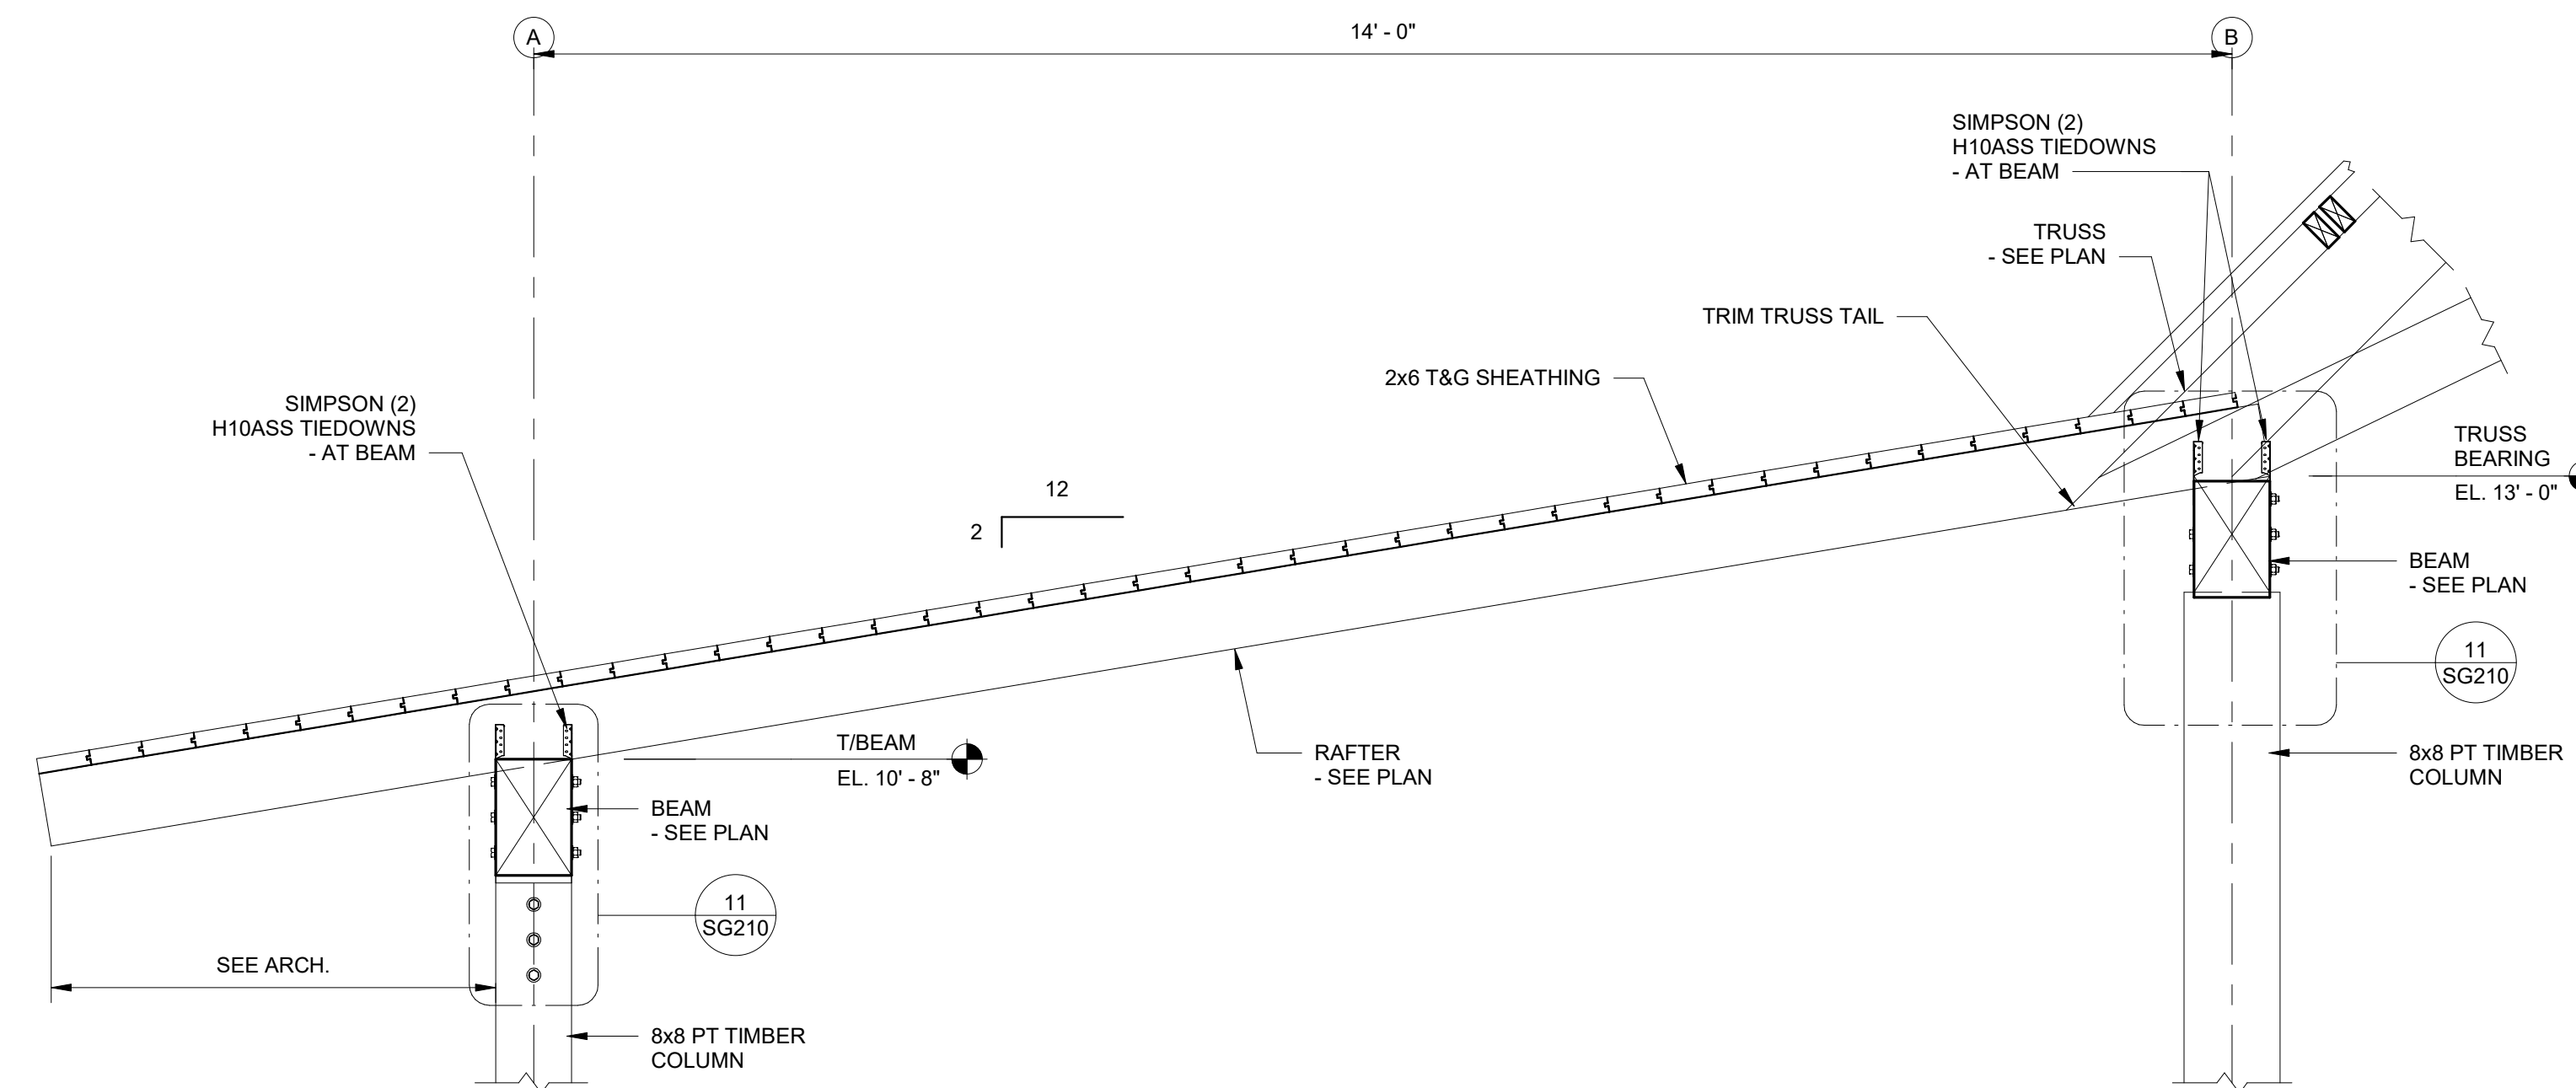 A
14' - 0"
B
SIMPSON (2)
H10ASS TIEDOWNS
- AT BEAM
TRUSS
- SEE PLAN
TRIM TRUSS TAIL
2x6 T&G SHEATHING
SIMPSON (2)
H10ASS TIEDOWNS
- AT BEAM
12
2
TRUSS
BEARING
EL. 13' - 0"
BEAM
- SEE PLAN
11
SG210
T/BEAM
EL. 10' - 8"
RAFTER
- SEE PLAN
8x8 PT TIMBER
COLUMN
BEAM
- SEE PLAN
11
SG210
SEE ARCH.
8x8 PT TIMBER
COLUMN